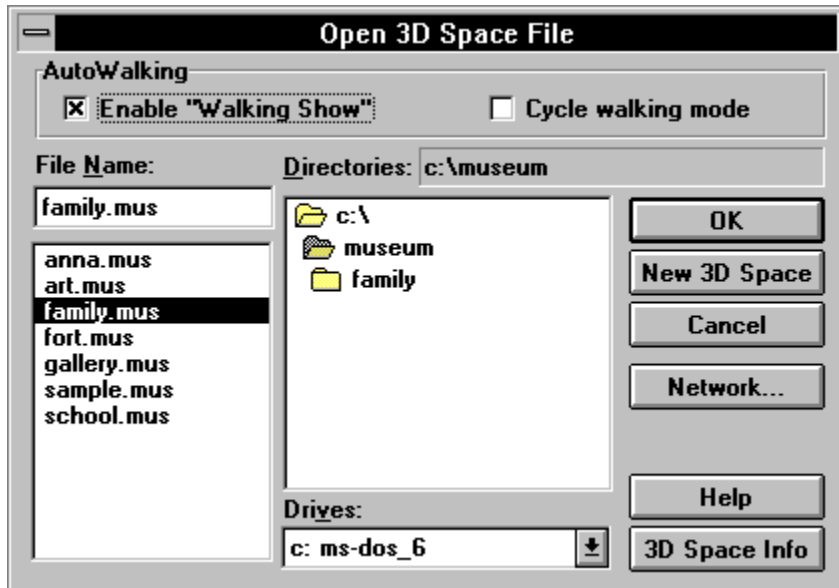 Open 3D Space File
AutoWalking
Enable "Walking Show"
Cycle walking mode
File Name:
family.mus
anna.mus
art.mus
family.mus
fort.mus
gallery.mus
sample.mus
school.mus
Directories: c:\museum
c:\
museum
family
Drives:
c: ms-dos_6
OK
New 3D Space
Cancel
Network...
Help
3D Space Info